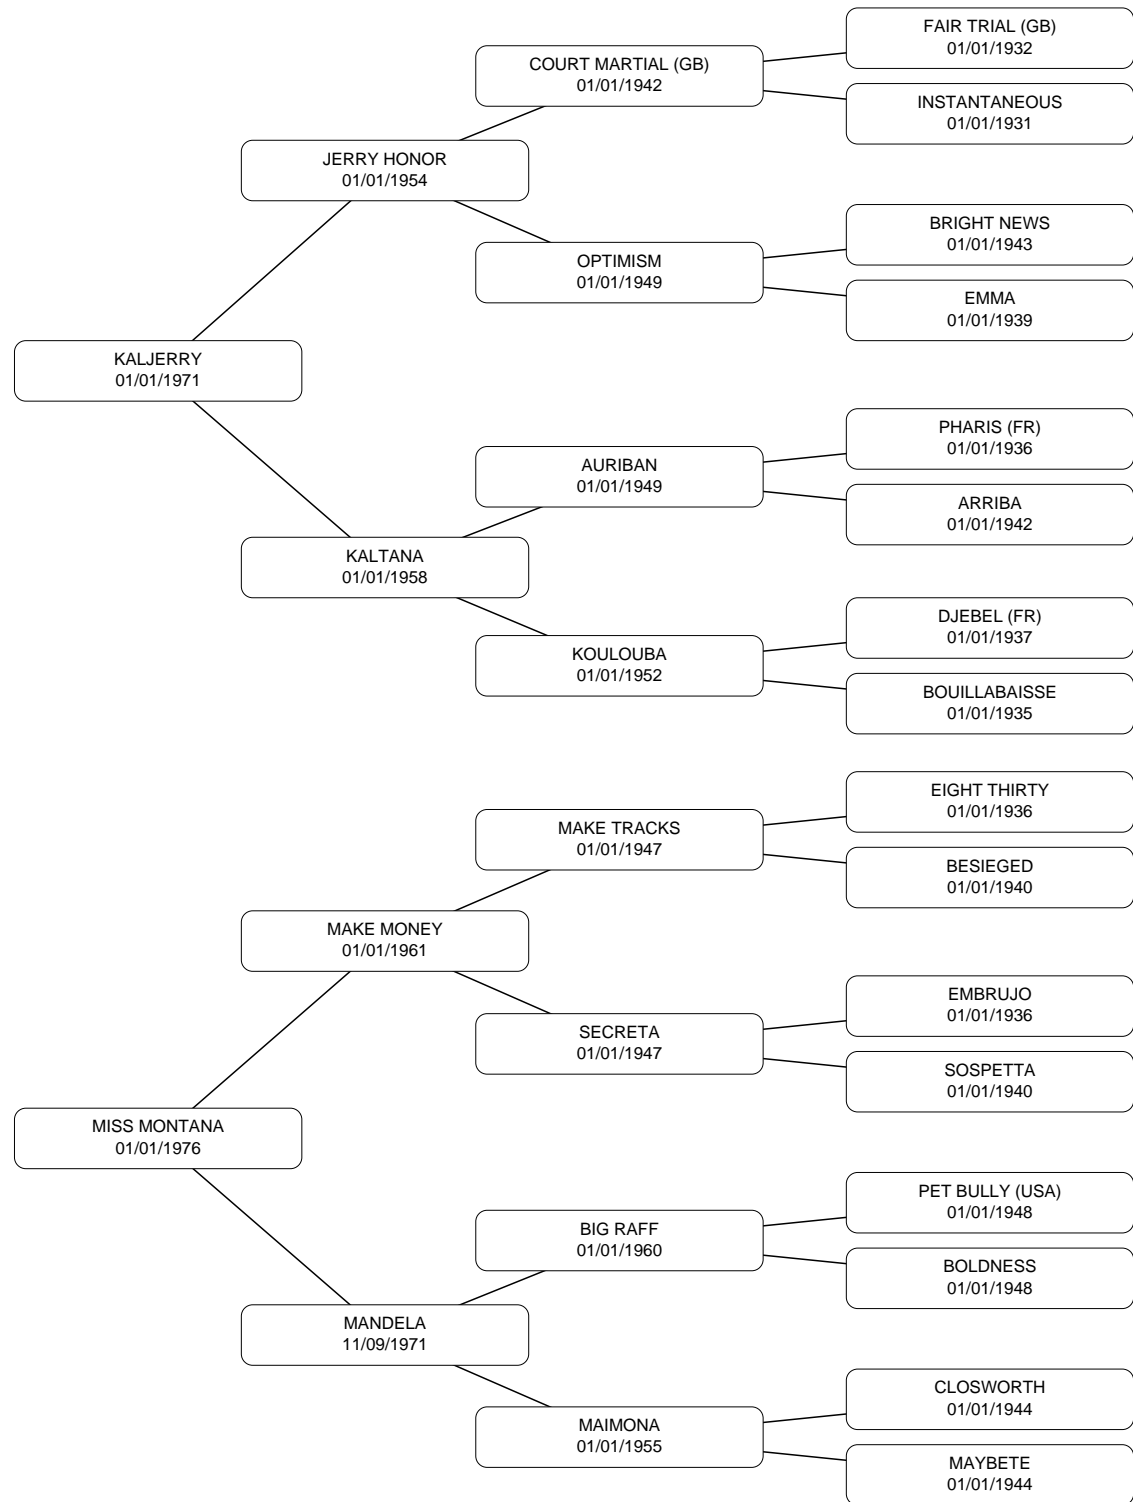 FAIR TRIAL (GB)
01/01/1932
COURT MARTIAL (GB)
01/01/1942
INSTANTANEOUS
01/01/1931
JERRY HONOR
01/01/1954
BRIGHT NEWS
01/01/1943
OPTIMISM
01/01/1949
EMMA
01/01/1939
KALJERRY
01/01/1971
PHARIS (FR)
01/01/1936
AURIBAN
01/01/1949
ARRIBA
01/01/1942
KALTANA
01/01/1958
DJEBEL (FR)
01/01/1937
KOULOUBA
01/01/1952
BOUILLABAISSE
01/01/1935
EIGHT THIRTY
01/01/1936
MAKE TRACKS
01/01/1947
BESIEGED
01/01/1940
MAKE MONEY
01/01/1961
EMBRUJO
01/01/1936
SECRETA
01/01/1947
SOSPETTA
01/01/1940
MISS MONTANA
01/01/1976
PET BULLY (USA)
01/01/1948
BIG RAFF
01/01/1960
BOLDNESS
01/01/1948
MANDELA
11/09/1971
CLOSWORTH
01/01/1944
MAIMONA
01/01/1955
MAYBETE
01/01/1944